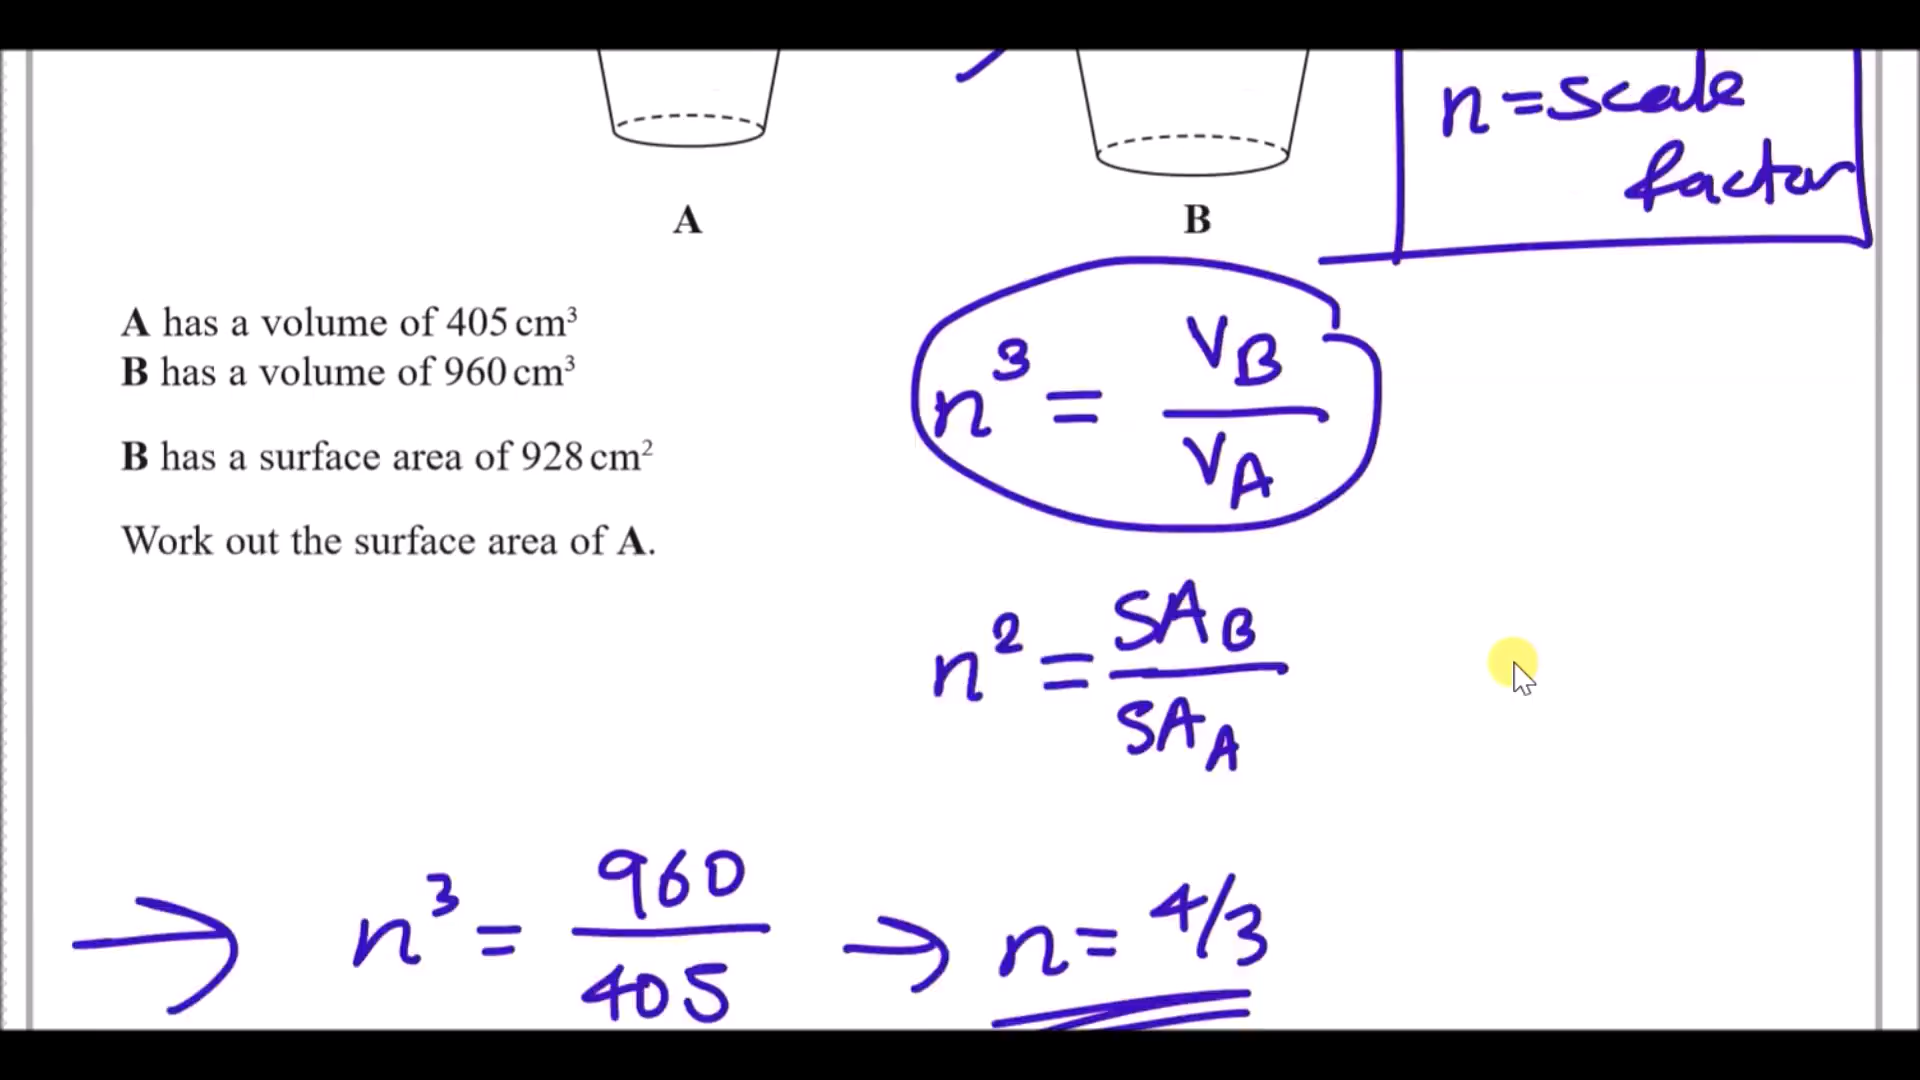 n = scale
factor
A
B
A has a volume of 405 cm³
B has a volume of 960 cm³
B has a surface area of 928 cm²
Work out the surface area of A.
n³ = V_B / V_A
n² = SA_B / SA_A
→ n³ = 960 / 405 → n = 4/3